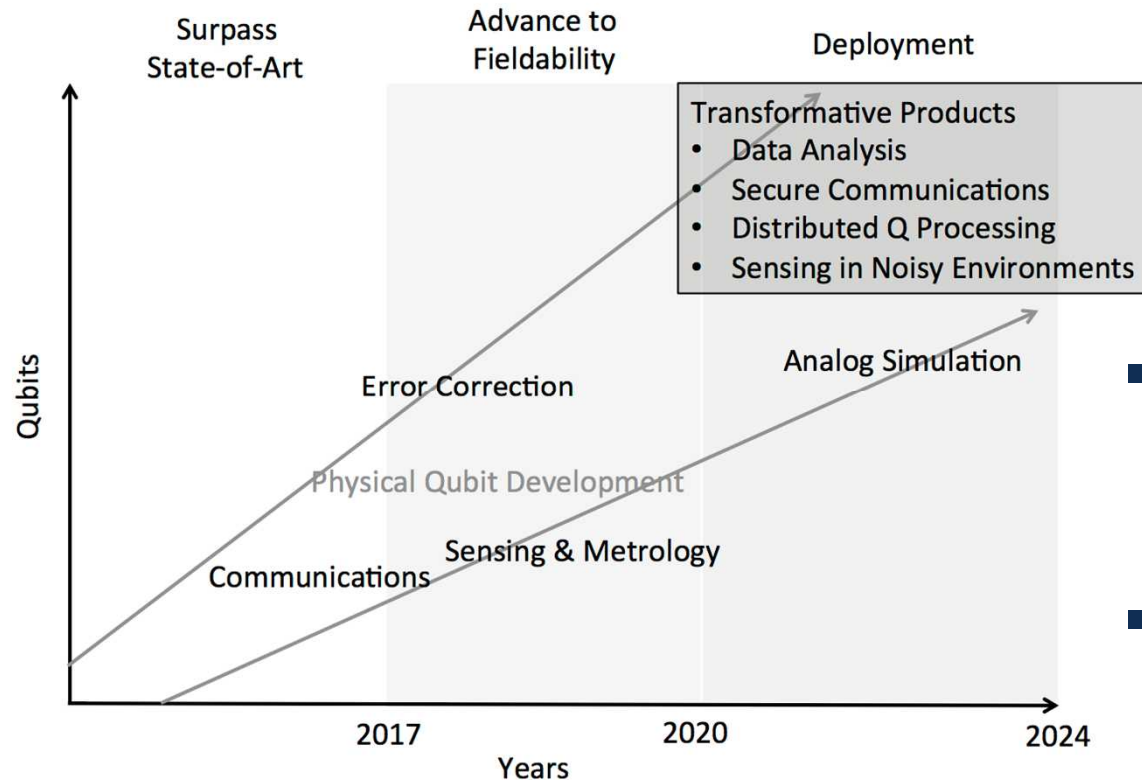 Surpass
State-of-Art
Advance to
Fieldability
Deployment
Transformative Products
• Data Analysis
• Secure Communications
• Distributed Q Processing
• Sensing in Noisy Environments
Analog Simulation
Error Correction
Physical Qubit Development
Sensing & Metrology
Communications
Qubits
2017
2020
2024
Years